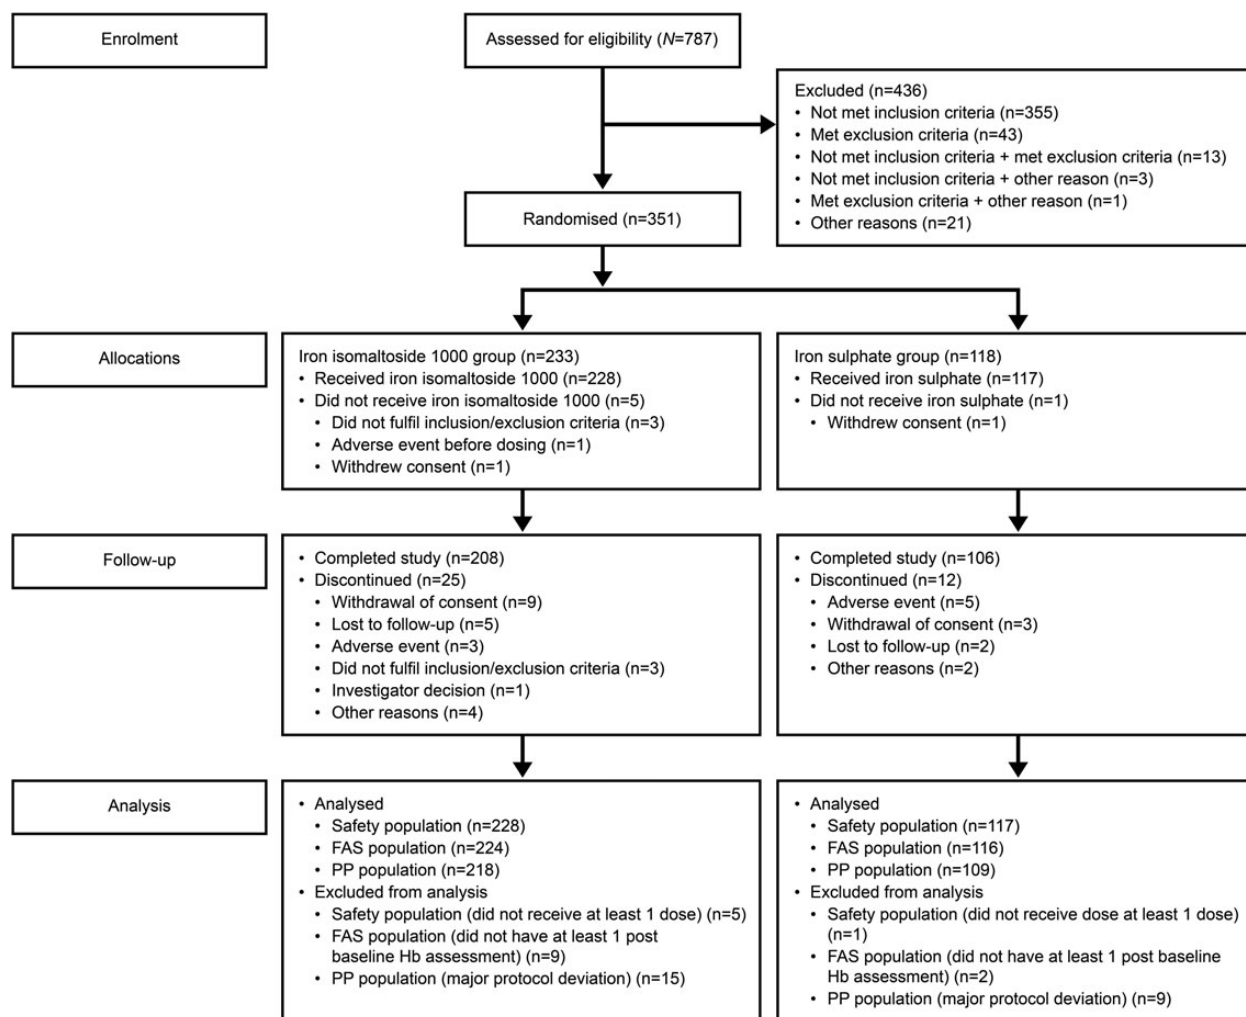 Enrolment
Assessed for eligibility (N=787)
Excluded (n=436)
• Not met inclusion criteria (n=355)
• Met exclusion criteria (n=43)
• Not met inclusion criteria + met exclusion criteria (n=13)
• Not met inclusion criteria + other reason (n=3)
• Met exclusion criteria + other reason (n=1)
• Other reasons (n=21)
Randomised (n=351)
Allocations
Iron isomaltoside 1000 group (n=233)
• Received iron isomaltoside 1000 (n=228)
• Did not receive iron isomaltoside 1000 (n=5)
• Did not fulfil inclusion/exclusion criteria (n=3)
• Adverse event before dosing (n=1)
• Withdrew consent (n=1)
Iron sulphate group (n=118)
• Received iron sulphate (n=117)
• Did not receive iron sulphate (n=1)
• Withdrew consent (n=1)
Follow-up
• Completed study (n=208)
• Discontinued (n=25)
• Withdrawal of consent (n=9)
• Lost to follow-up (n=5)
• Adverse event (n=3)
• Did not fulfil inclusion/exclusion criteria (n=3)
• Investigator decision (n=1)
• Other reasons (n=4)
• Completed study (n=106)
• Discontinued (n=12)
• Adverse event (n=5)
• Withdrawal of consent (n=3)
• Lost to follow-up (n=2)
• Other reasons (n=2)
Analysis
• Analysed
• Safety population (n=228)
• FAS population (n=224)
• PP population (n=218)
• Excluded from analysis
• Safety population (did not receive at least 1 dose) (n=5)
• FAS population (did not have at least 1 post
baseline Hb assessment) (n=9)
• PP population (major protocol deviation) (n=15)
• Analysed
• Safety population (n=117)
• FAS population (n=116)
• PP population (n=109)
• Excluded from analysis
• Safety population (did not receive dose at least 1 dose)
(n=1)
• FAS population (did not have at least 1 post baseline
Hb assessment) (n=2)
• PP population (major protocol deviation) (n=9)